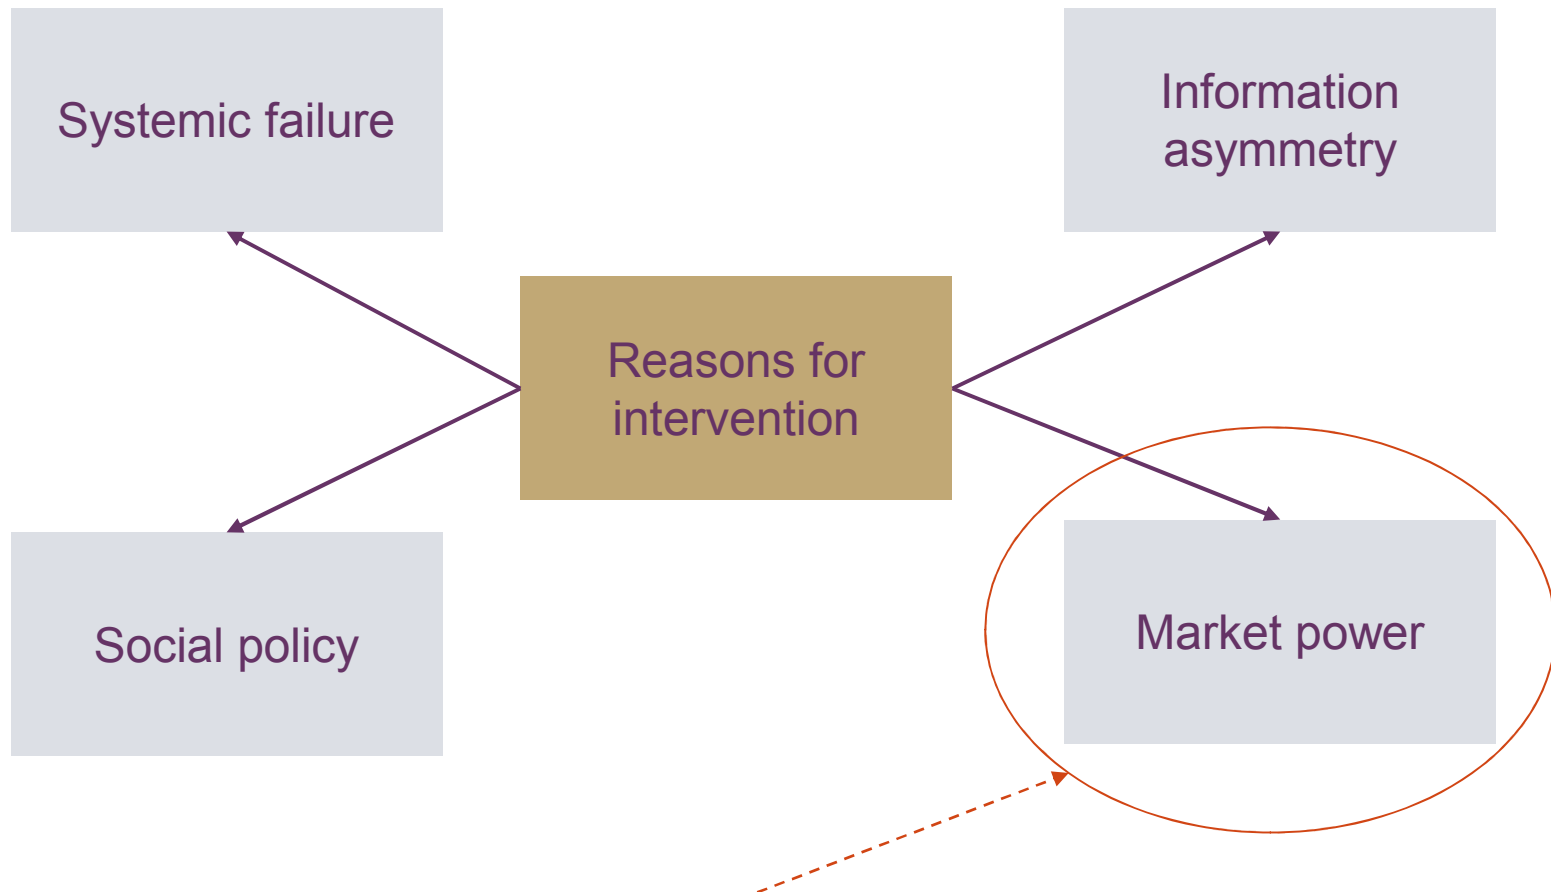 Systemic failure
Information
asymmetry
Reasons for
intervention
Social policy
Market power